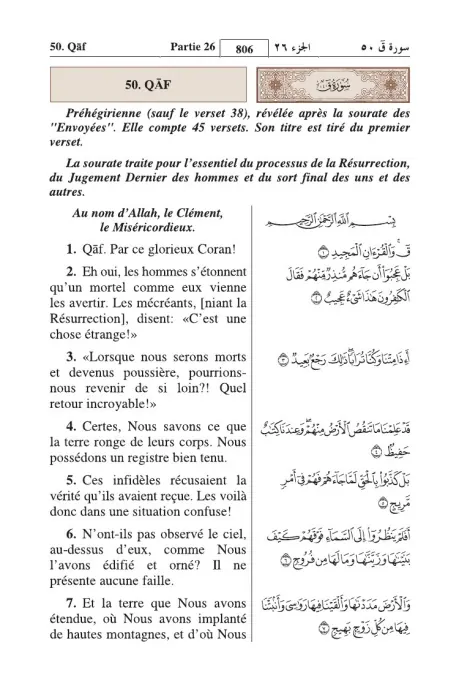 50. Qāf Partie 26 806 الجزء ٢٦ سورة قٓ ٥٠
50. QĀF
سُورَةُ قٓ
Préhégirienne (sauf le verset 38), révélée après la sourate des
"Envoyées". Elle compte 45 versets. Son titre est tiré du premier
verset.
La sourate traite pour l'essentiel du processus de la Résurrection,
du Jugement Dernier des hommes et du sort final des uns et des
autres.
Au nom d'Allah, le Clément,
le Miséricordieux.
1. Qāf. Par ce glorieux Coran!
2. Eh oui, les hommes s'étonnent
qu'un mortel comme eux vienne
les avertir. Les mécréants, [niant la
Résurrection], disent: «C'est une
chose étrange!»
3. «Lorsque nous serons morts
et devenus poussière, pourrions-
nous revenir de si loin?! Quel
retour incroyable!»
4. Certes, Nous savons ce que
la terre ronge de leurs corps. Nous
possédons un registre bien tenu.
5. Ces infidèles récusaient la
vérité qu'ils avaient reçue. Les voilà
donc dans une situation confuse!
6. N'ont-ils pas observé le ciel,
au-dessus d'eux, comme Nous
l'avons édifié et orné? Il ne
présente aucune faille.
7. Et la terre que Nous avons
étendue, où Nous avons implanté
de hautes montagnes, et d'où Nous
بِسْمِ اللَّهِ الرَّحْمَٰنِ الرَّحِيمِ
قٓ ۚ وَالْقُرْءَانِ الْمَجِيدِ ١
بَلْ عَجِبُوٓا أَن جَآءَهُم مُّنذِرٌ مِّنْهُمْ فَقَالَ
الْكَٰفِرُونَ هَٰذَا شَىْءٌ عَجِيبٌ ٢
أَءِذَا مِتْنَا وَكُنَّا تُرَابًا ۖ ذَٰلِكَ رَجْعٌۢ بَعِيدٌ ٣
قَدْ عَلِمْنَا مَا تَنقُصُ الْأَرْضُ مِنْهُمْ ۖ وَعِندَنَا كِتَٰبٌ
حَفِيظٌۢ ٤
بَلْ كَذَّبُوا۟ بِالْحَقِّ لَمَّا جَآءَهُمْ فَهُمْ فِىٓ أَمْرٍ
مَّرِيجٍ ٥
أَفَلَمْ يَنظُرُوٓا۟ إِلَى السَّمَآءِ فَوْقَهُمْ كَيْفَ
بَنَيْنَٰهَا وَزَيَّنَّٰهَا وَمَا لَهَا مِن فُرُوجٍ ٦
وَالْأَرْضَ مَدَدْنَٰهَا وَأَلْقَيْنَا فِيهَا رَوَٰسِىَ وَأَنۢبَتْنَا
فِيهَا مِن كُلِّ زَوْجٍۭ بَهِيجٍ ٧